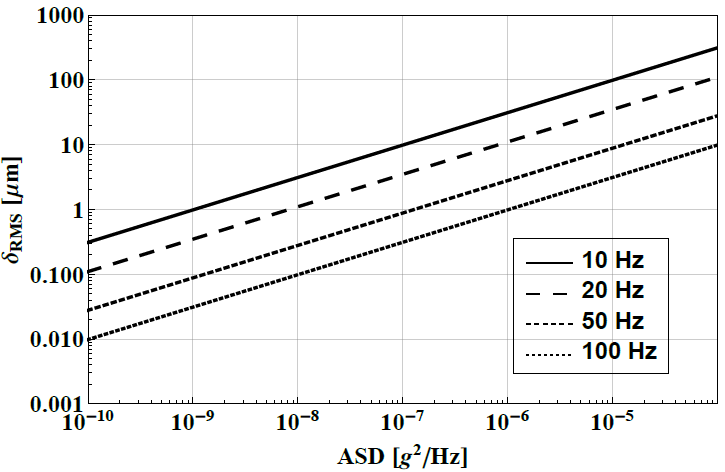 1000
100
10
1
0.100
0.010
0.001
δRMS [μm]
10⁻¹⁰ 10⁻⁹ 10⁻⁸ 10⁻⁷ 10⁻⁶ 10⁻⁵
ASD [g²/Hz]
10 Hz
20 Hz
50 Hz
100 Hz